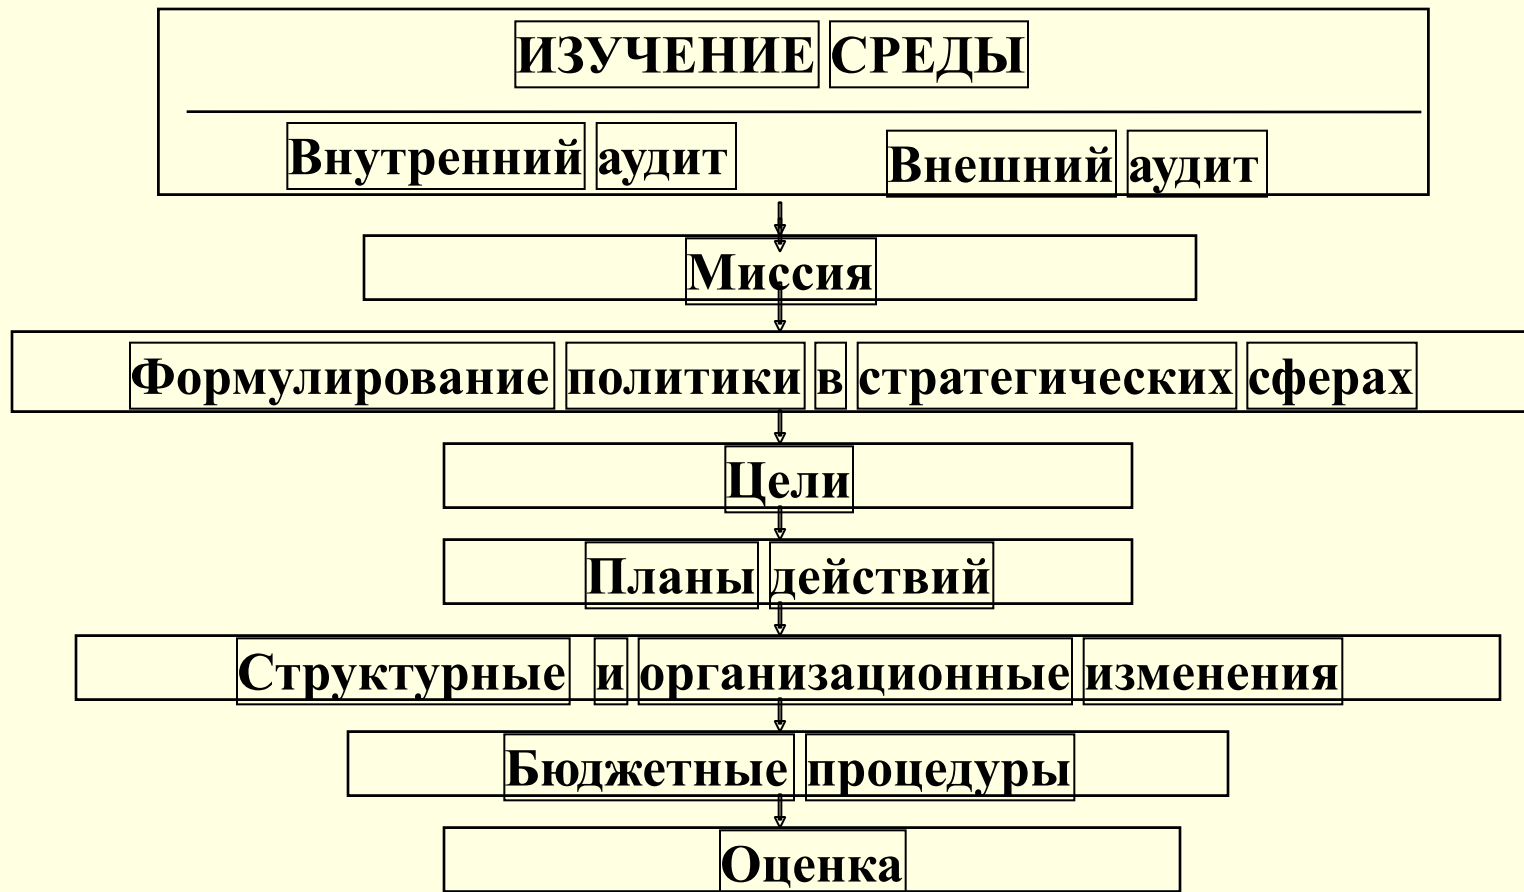 ИЗУЧЕНИЕ СРЕДЫ
Внутренний аудит Внешний аудит
Миссия
Формулирование политики в стратегических сферах
Цели
Планы действий
Структурные и организационные изменения
Бюджетные процедуры
Оценка